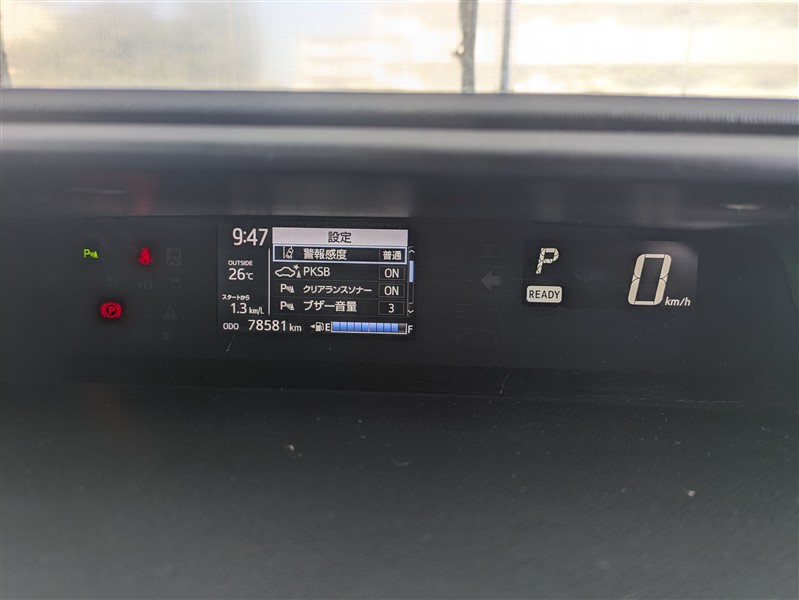 9:47
設定
警報感度 普通
OUTSIDE
26℃
PKSB ON
クリアランスソナー ON
スタートから
1.3 km/L
ブザー音量 3
ODO 78581 km
E F
P
READY
0 km/h
P
P
P
P